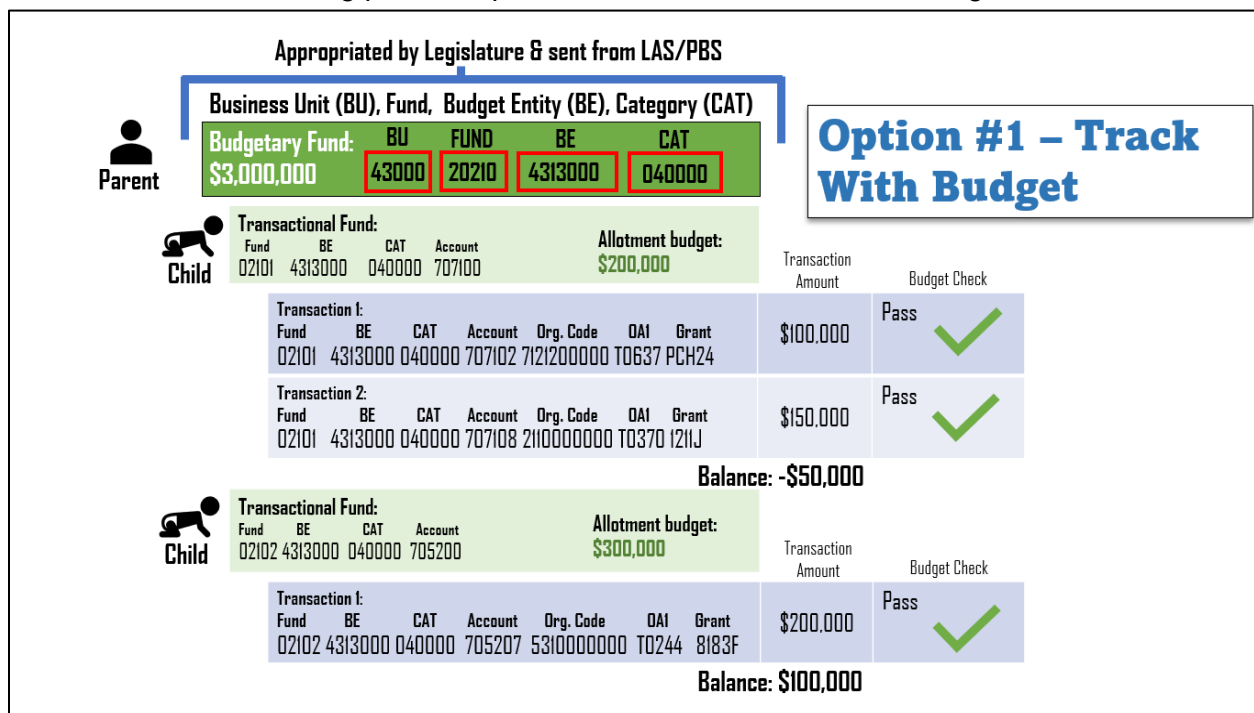 Appropriated by Legislature & sent from LAS/PBS
Business Unit (BU), Fund, Budget Entity (BE), Category (CAT)
Option #1 – Track
With Budget
Parent
Budgetary Fund: BU FUND BE CAT
$3,000,000 43000 20210 4313000 040000
Child
Transactional Fund:
Fund BE CAT Account
02101 4313000 040000 707100
Allotment budget:
$200,000
Transaction
Amount
Budget Check
Transaction 1:
Fund BE CAT Account Org. Code OA1 Grant
02101 4313000 040000 707102 7121200000 T0637 PCH24
$100,000
Pass
Transaction 2:
Fund BE CAT Account Org. Code OA1 Grant
02101 4313000 040000 707108 2110000000 T0370 1211J
$150,000
Pass
Balance: -$50,000
Child
Transactional Fund:
Fund BE CAT Account
02102 4313000 040000 705200
Allotment budget:
$300,000
Transaction
Amount
Budget Check
Transaction 1:
Fund BE CAT Account Org. Code OA1 Grant
02102 4313000 040000 705207 5310000000 T0244 8183F
$200,000
Pass
Balance: $100,000